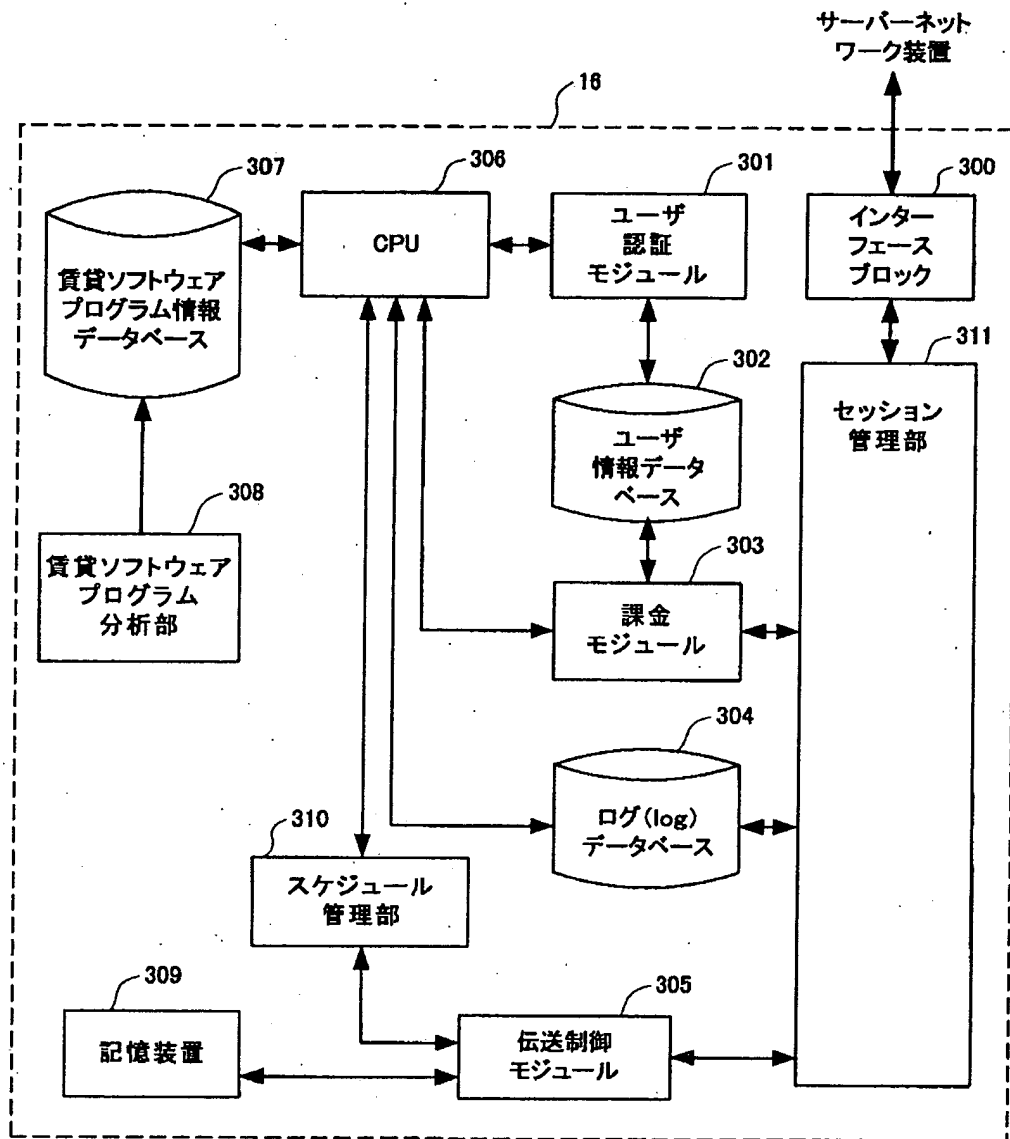 サーバーネット
ワーク装置
16
307
306
301
300
賃貸ソフトウェア
プログラム情報
データベース
CPU
ユーザ
認証
モジュール
インター
フェース
ブロック
302
311
ユーザ
情報データ
ベース
セッション
管理部
308
賃貸ソフトウェア
プログラム
分析部
303
課金
モジュール
304
ログ(log)
データベース
310
スケジュール
管理部
309
記憶装置
305
伝送制御
モジュール